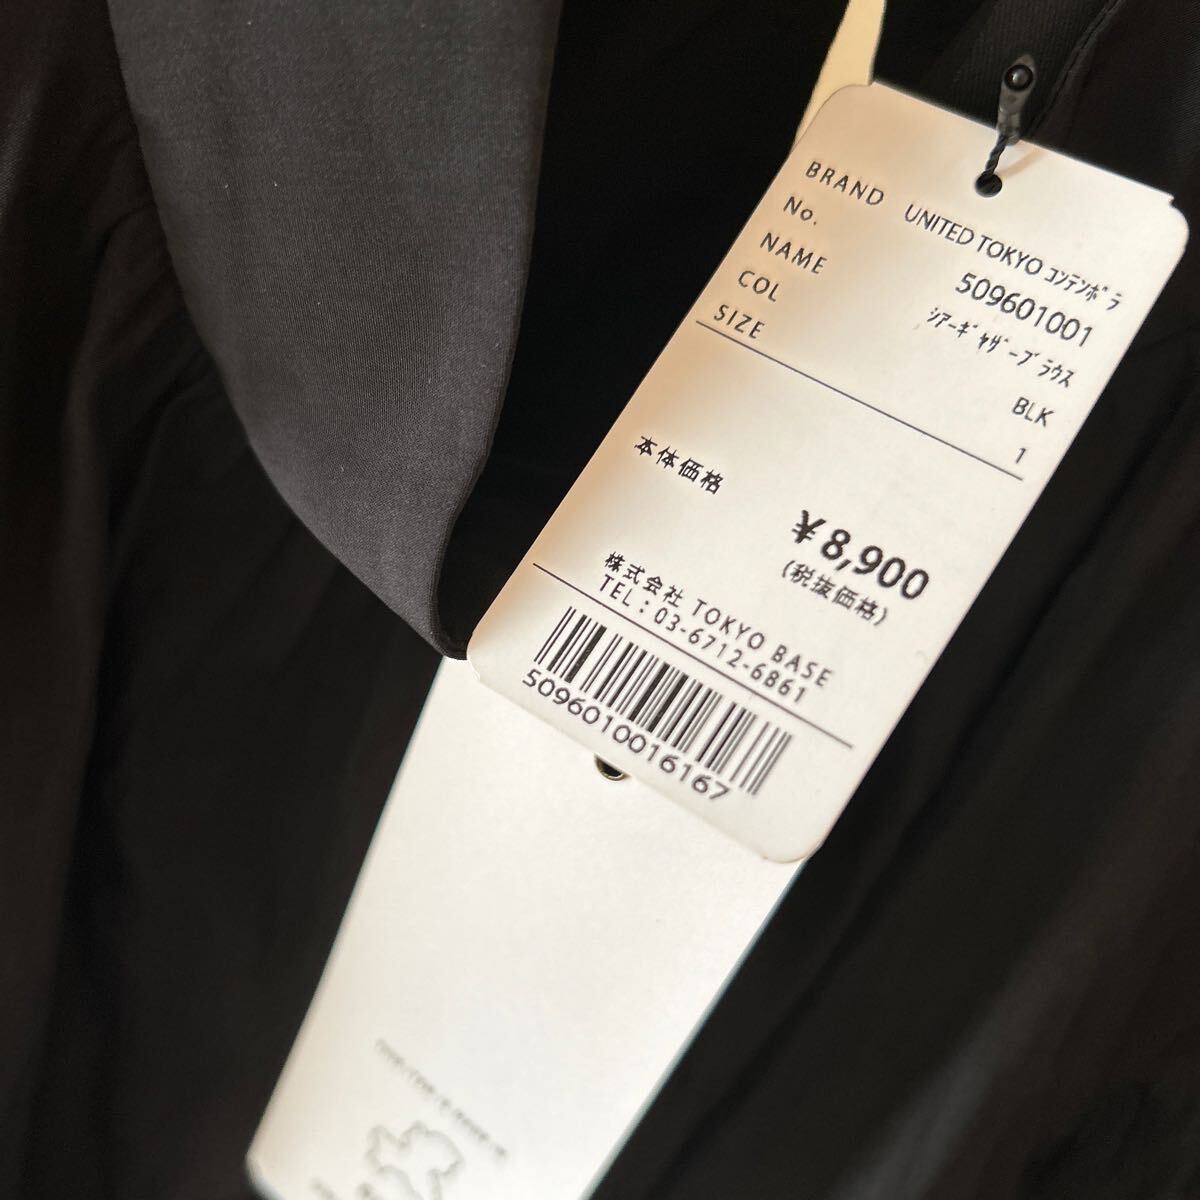 BRAND UNITED TOKYO ｺﾝﾃﾝﾎﾟﾗ
No. 509601001
NAME ｼｱｰｷﾞｬｻﾞｰﾌﾞﾗｳｽ
COL BLK
SIZE 1
本体価格
¥8,900
(税抜価格)
株式会社 TOKYO BASE
TEL：03-6712-6861
5096010016167